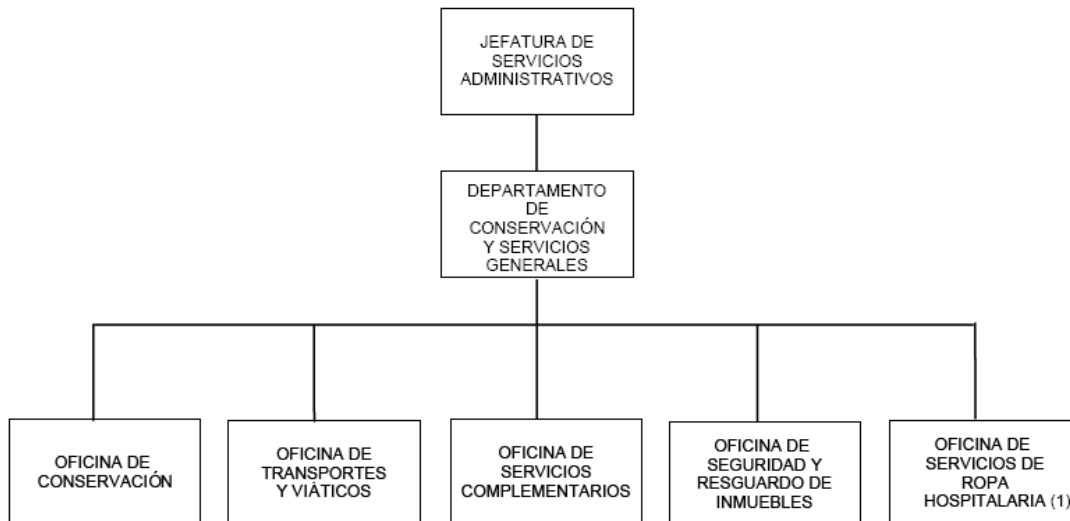 JEFATURA DE
SERVICIOS
ADMINISTRATIVOS
DEPARTAMENTO
DE
CONSERVACIÓN
Y SERVICIOS
GENERALES
OFICINA DE
CONSERVACIÓN
OFICINA DE
TRANSPORTES
Y VIÁTICOS
OFICINA DE
SERVICIOS
COMPLEMENTARIOS
OFICINA DE
SEGURIDAD Y
RESGUARDO DE
INMUEBLES
OFICINA DE
SERVICIOS DE
ROPA
HOSPITALARIA (1)